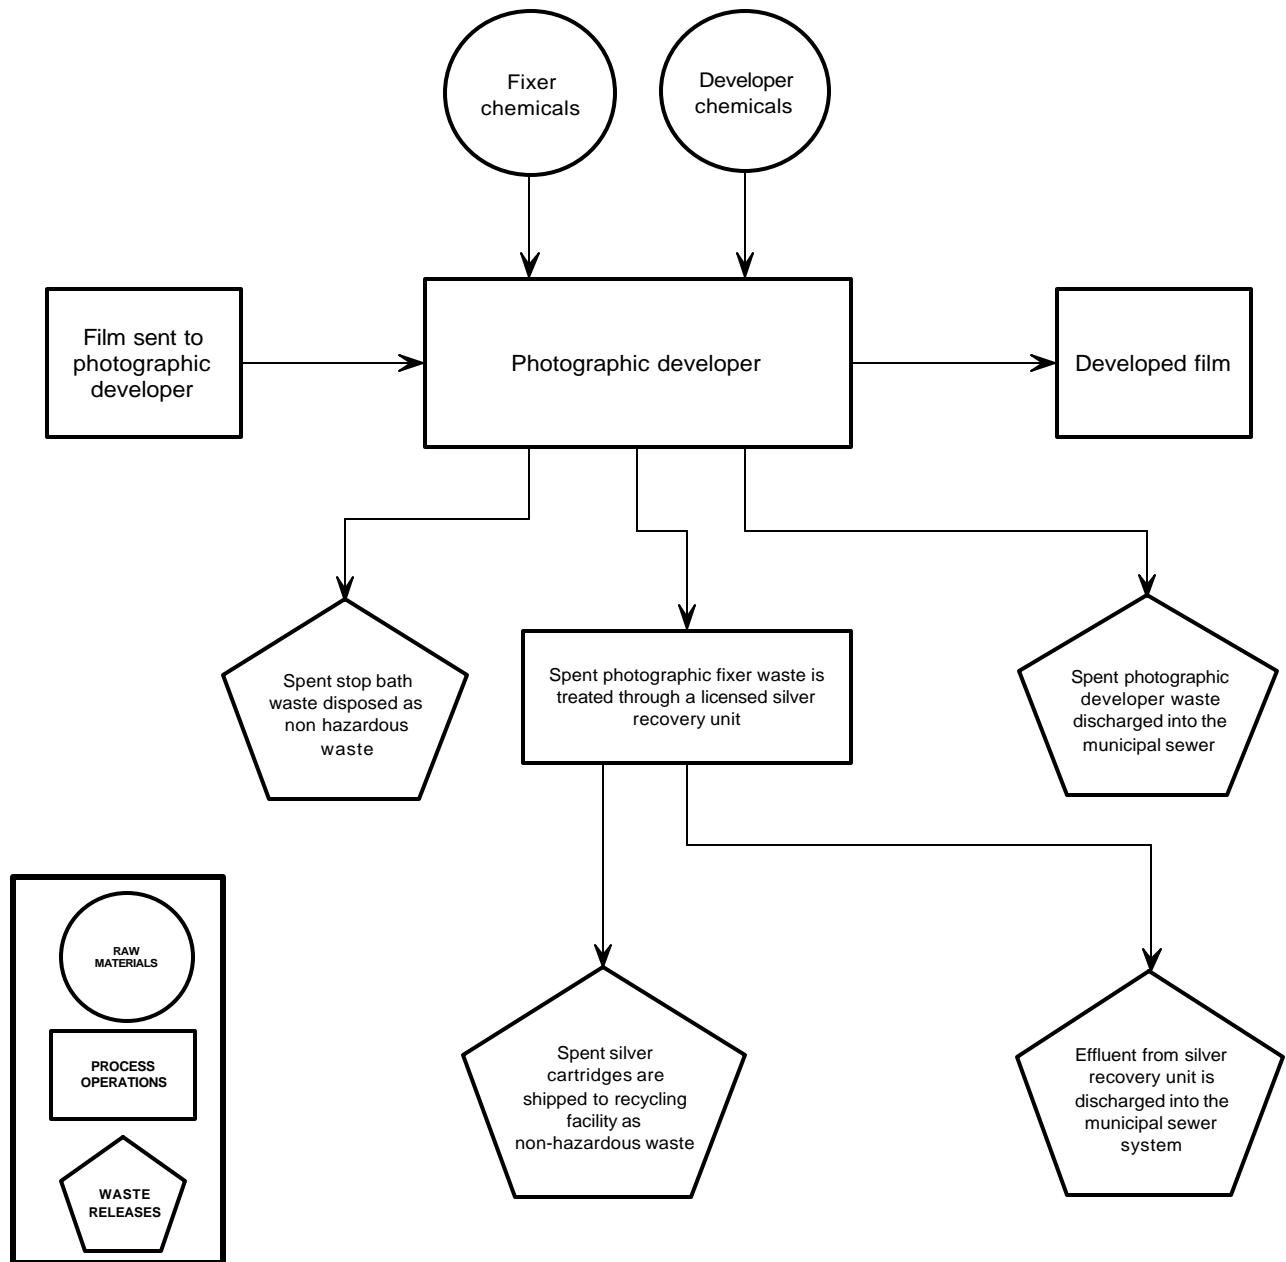 Fixer
chemicals
Developer
chemicals
Film sent to
photographic
developer
Photographic developer
Developed film
Spent stop bath
waste disposed as
non hazardous
waste
Spent photographic fixer waste is
treated through a licensed silver
recovery unit
Spent photographic
developer waste
discharged into the
municipal sewer
RAW
MATERIALS
PROCESS
OPERATIONS
WASTE
RELEASES
Spent silver
cartridges are
shipped to recycling
facility as
non-hazardous waste
Effluent from silver
recovery unit is
discharged into the
municipal sewer
system